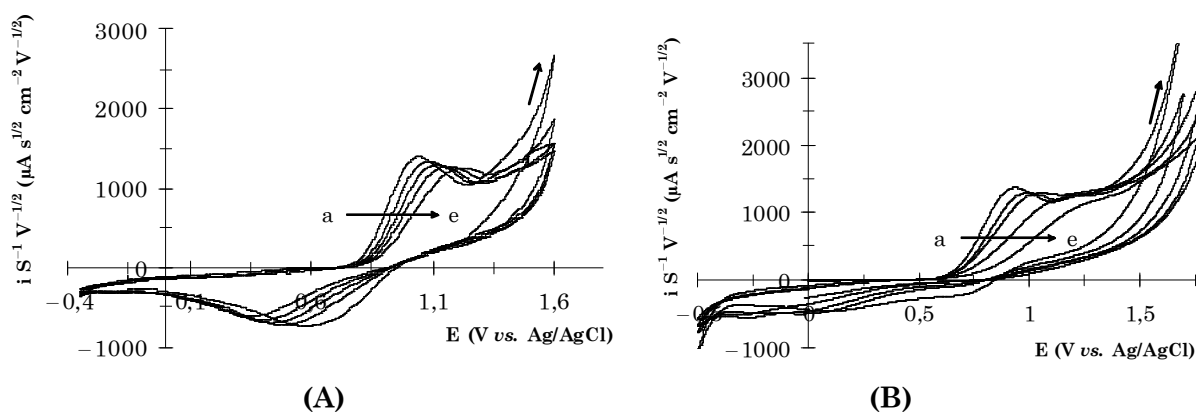 i S⁻¹ V⁻¹/² (µA s¹/² cm⁻² V⁻¹/²)
3000
2000
1000
0
−1000
−0,4
0,1
0,6
1,1
1,6
a
e
E (V vs. Ag/AgCl)
(A)
i S⁻¹ V⁻¹/² (µA s¹/² cm⁻² V⁻¹/²)
3000
2000
1000
0
−1000
0
0,5
1
1,5
a
e
E (V vs. Ag/AgCl)
(B)